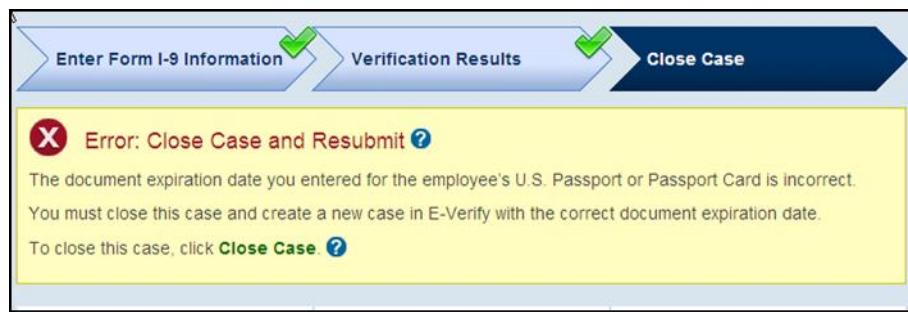 Enter Form I-9 Information
Verification Results
Close Case
Error: Close Case and Resubmit ?
The document expiration date you entered for the employee's U.S. Passport or Passport Card is incorrect.
You must close this case and create a new case in E-Verify with the correct document expiration date.
To close this case, click Close Case. ?